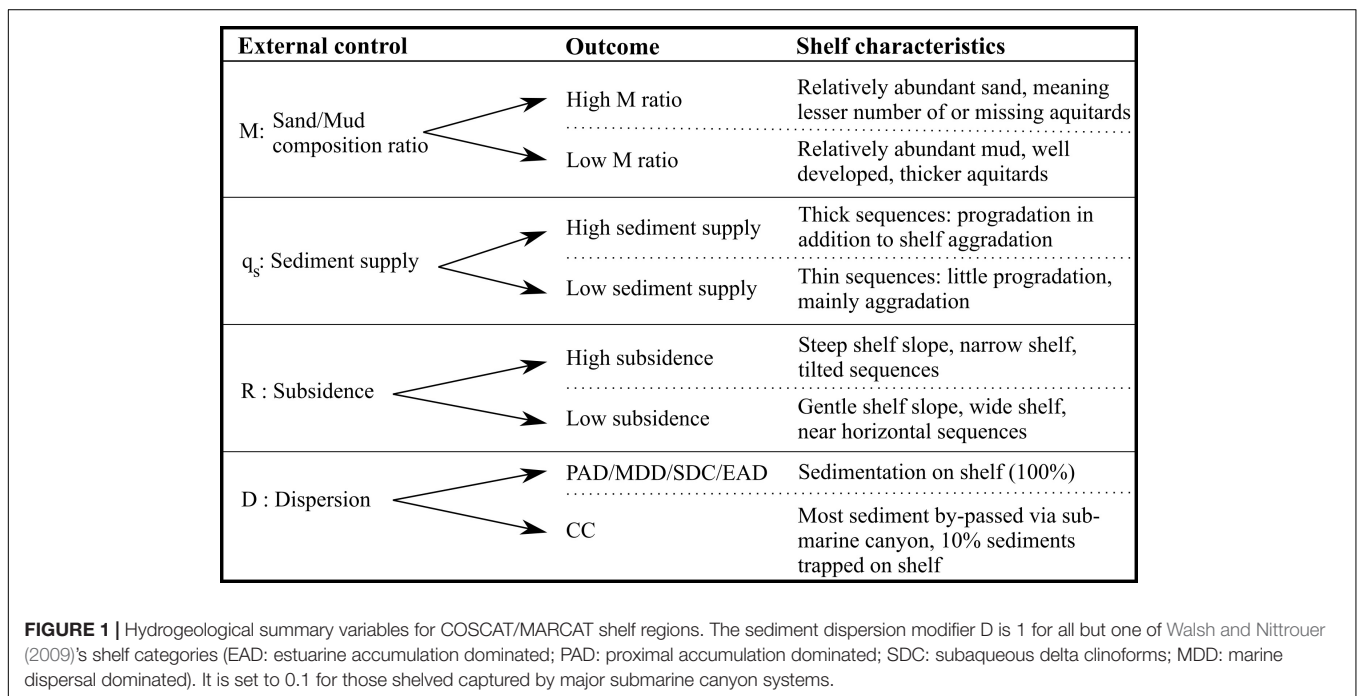 External control Outcome Shelf characteristics
M: Sand/Mud composition ratio
High M ratio
Relatively abundant sand, meaning
lesser number of or missing aquitards
Low M ratio
Relatively abundant mud, well
developed, thicker aquitards
qs: Sediment supply
High sediment supply
Thick sequences: progradation in
addition to shelf aggradation
Low sediment supply
Thin sequences: little progradation,
mainly aggradation
R : Subsidence
High subsidence
Steep shelf slope, narrow shelf,
tilted sequences
Low subsidence
Gentle shelf slope, wide shelf,
near horizontal sequences
D : Dispersion
PAD/MDD/SDC/EAD
Sedimentation on shelf (100%)
CC
Most sediment by-passed via sub-
marine canyon, 10% sediments
trapped on shelf
FIGURE 1 | Hydrogeological summary variables for COSCAT/MARCAT shelf regions. The sediment dispersion modifier D is 1 for all but one of Walsh and Nittrouer
(2009)'s shelf categories (EAD: estuarine accumulation dominated; PAD: proximal accumulation dominated; SDC: subaqueous delta clinoforms; MDD: marine
dispersal dominated). It is set to 0.1 for those shelved captured by major submarine canyon systems.